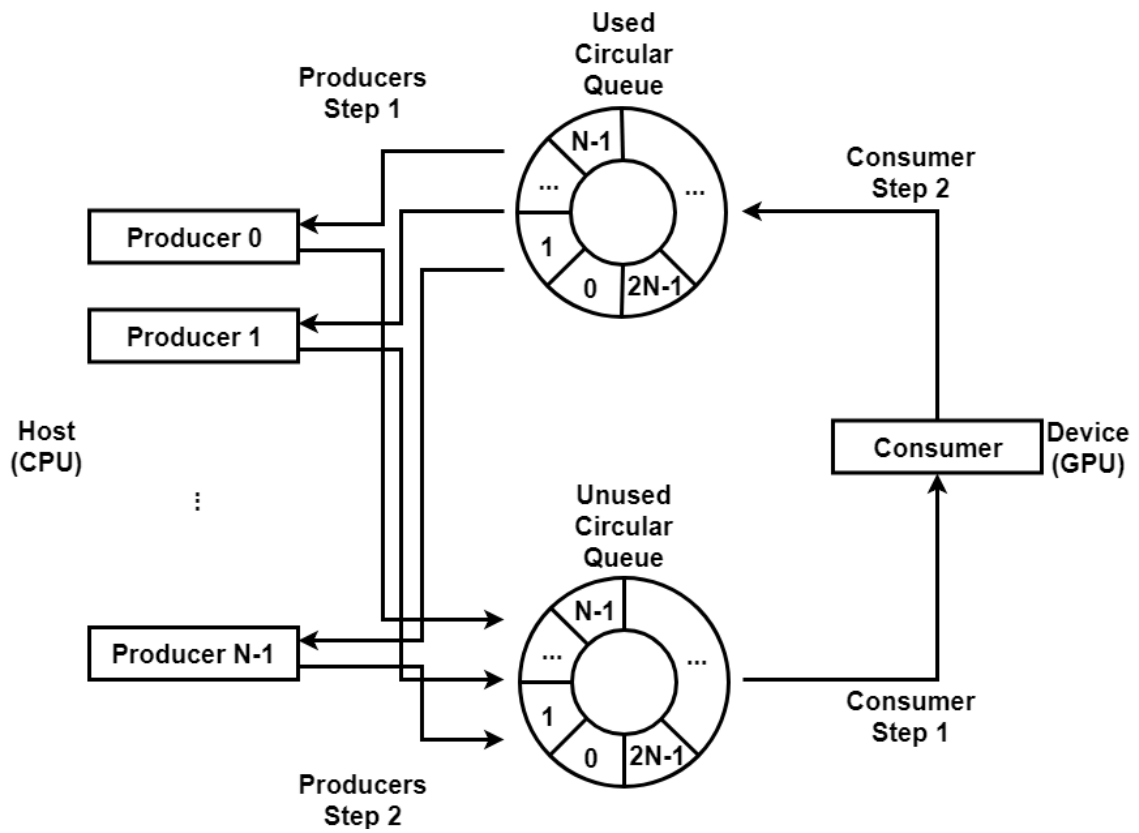 Used
Circular
Queue
Producers
Step 1
N-1
...
...
1
0
2N-1
Consumer
Step 2
Producer 0
Producer 1
Host
(CPU)
...
Producer N-1
Consumer
Device
(GPU)
Unused
Circular
Queue
N-1
...
...
1
0
2N-1
Consumer
Step 1
Producers
Step 2